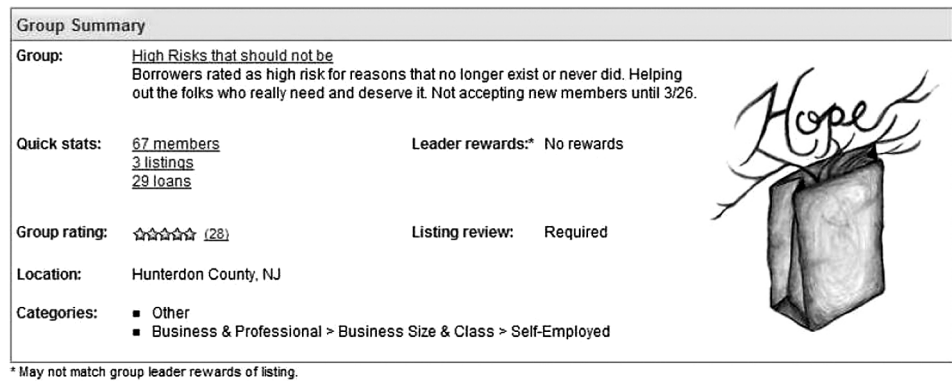 Group Summary
Group: High Risks that should not be
Borrowers rated as high risk for reasons that no longer exist or never did. Helping
out the folks who really need and deserve it. Not accepting new members until 3/26.
Hope
Quick stats: 67 members Leader rewards:* No rewards
3 listings
29 loans
Group rating: (28) Listing review: Required
Location: Hunterdon County, NJ
Categories: ▪ Other
▪ Business & Professional > Business Size & Class > Self-Employed
* May not match group leader rewards of listing.